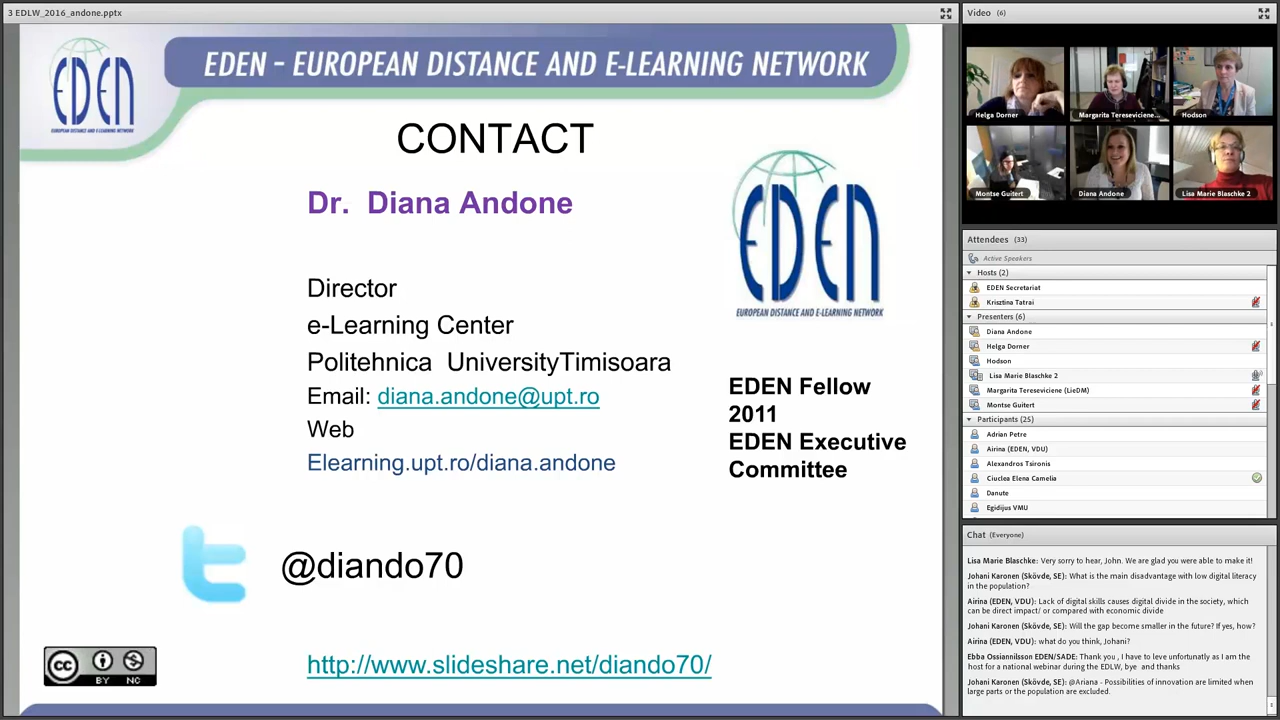 3 EDLW_2016_andone.pptx
EDEN
EUROPEAN DISTANCE AND E-LEARNING NETWORK
EDEN - EUROPEAN DISTANCE AND E-LEARNING NETWORK
CONTACT
Dr. Diana Andone
Director
e-Learning Center
Politehnica UniversityTimisoara
Email: diana.andone@upt.ro
Web
Elearning.upt.ro/diana.andone
EDEN
EUROPEAN DISTANCE AND E-LEARNING NETWORK
EDEN Fellow
2011
EDEN Executive
Committee
@diando70
cc
BY NC
http://www.slideshare.net/diando70/
Video (6)
Helga Dorner
Margarita Tereseviciene...
Hodson
Montse Guitert
Diana Andone
Lisa Marie Blaschke 2
Attendees (33)
Active Speakers
Hosts (2)
EDEN Secretariat
Krisztina Tatrai
Presenters (6)
Diana Andone
Helga Dorner
Hodson
Lisa Marie Blaschke 2
Margarita Tereseviciene (LieDM)
Montse Guitert
Participants (25)
Adrian Petre
Airina (EDEN, VDU)
Alexandros Tsironis
Ciuclea Elena Camelia
Danute
Egidijus VMU
Chat (Everyone)
Lisa Marie Blaschke: Very sorry to hear, John. We are glad you were able to make it!
Johani Karonen (Skövde, SE): What is the main disadvantage with low digital literacy
in the population?
Airina (EDEN, VDU): Lack of digital skills causes digital divide in the society, which
can be direct impact/ or compared with economic divide
Johani Karonen (Skövde, SE): Will the gap become smaller in the future? If yes, how?
Airina (EDEN, VDU): what do you think, Johani?
Ebba Ossiannilsson EDEN/SADE: Thank you , I have to leve unfortunatly as I am the
host for a national webinar during the EDLW, bye and thanks
Johani Karonen (Skövde, SE): @Ariana - Possibilities of innovation are limited when
large parts or the population are excluded.